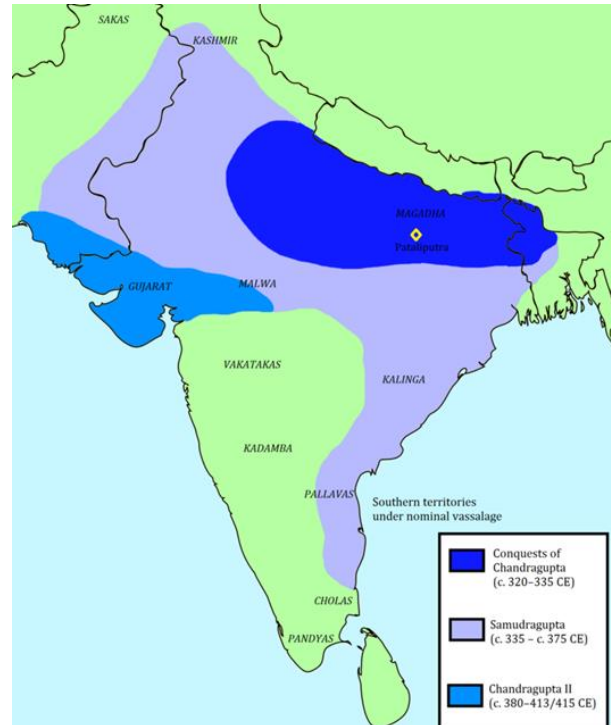 SAKAS
KASHMIR
MAGADHA
Pataliputra
GUJARAT
MALWA
VAKATAKAS
KALINGA
KADAMBA
PALLAVAS
Southern territories
under nominal vassalage
CHOLAS
PANDYAS
Conquests of
Chandragupta
(c. 320–335 CE)
Samudragupta
(c. 335 – c. 375 CE)
Chandragupta II
(c. 380–413/415 CE)